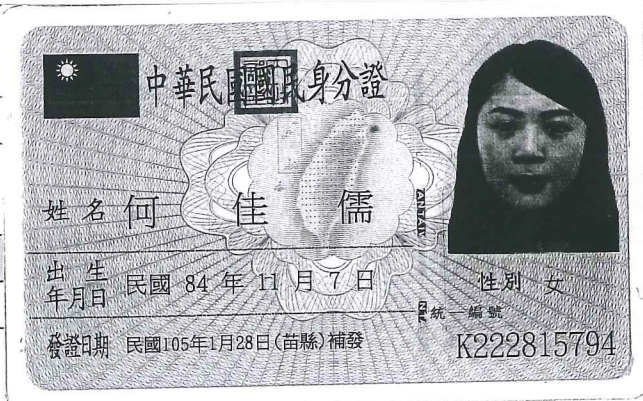 中華民國國民身分證
姓名 何佳儒
出生年月日 民國 84 年 11 月 7 日 性別 女
統一編號
發證日期 民國105年1月28日(苗縣)補發 K222815794